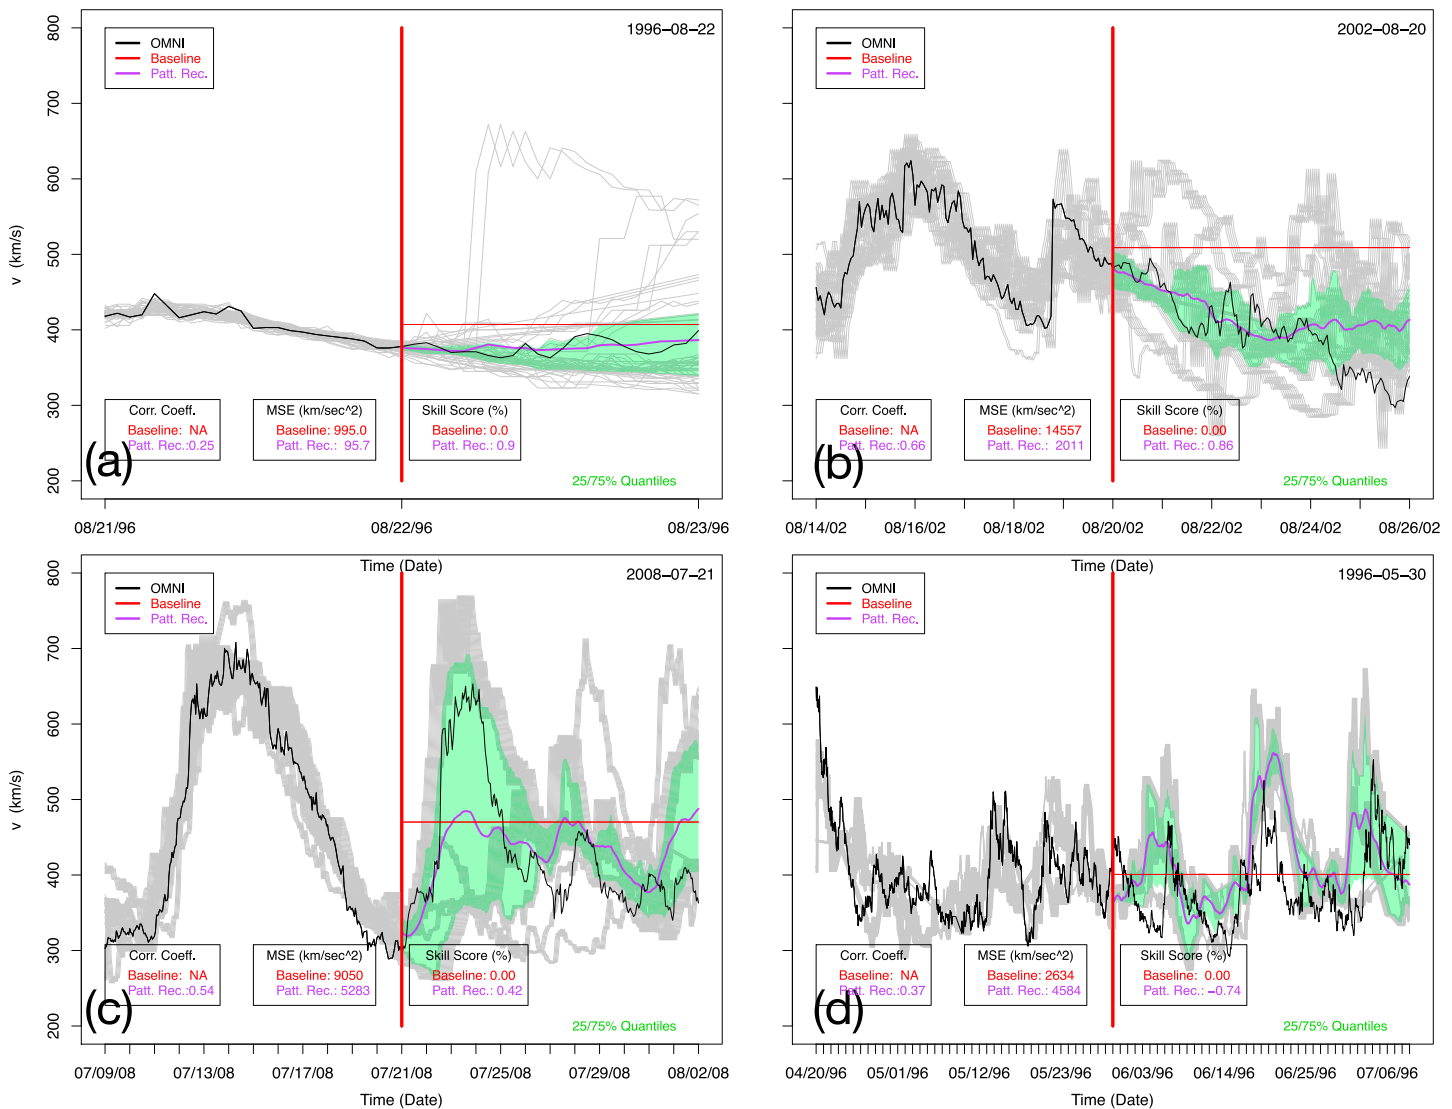 1996−08−22
OMNI
Baseline
Patt. Rec.
800
700
600
500
400
300
200
v (km/s)
Corr. Coeff.
Baseline: NA
Patt. Rec.:0.25
MSE (km/sec^2)
Baseline: 995.0
Patt. Rec.: 95.7
Skill Score (%)
Baseline: 0.0
Patt. Rec.: 0.9
(a)
25/75% Quantiles
08/21/96 08/22/96 08/23/96
Time (Date)
2002−08−20
OMNI
Baseline
Patt. Rec.
Corr. Coeff.
Baseline: NA
Patt. Rec.:0.66
MSE (km/sec^2)
Baseline: 14557
Patt. Rec.: 2011
Skill Score (%)
Baseline: 0.00
Patt. Rec.: 0.86
(b)
25/75% Quantiles
08/14/02 08/16/02 08/18/02 08/20/02 08/22/02 08/24/02 08/26/02
Time (Date)
2008−07−21
OMNI
Baseline
Patt. Rec.
800
700
600
500
400
300
200
v (km/s)
Corr. Coeff.
Baseline: NA
Patt. Rec.:0.54
MSE (km/sec^2)
Baseline: 9050
Patt. Rec.: 5283
Skill Score (%)
Baseline: 0.00
Patt. Rec.: 0.42
(c)
25/75% Quantiles
07/09/08 07/13/08 07/17/08 07/21/08 07/25/08 07/29/08 08/02/08
Time (Date)
1996−05−30
OMNI
Baseline
Patt. Rec.
Corr. Coeff.
Baseline: NA
Patt. Rec.:0.37
MSE (km/sec^2)
Baseline: 2634
Patt. Rec.: 4584
Skill Score (%)
Baseline: 0.00
Patt. Rec.: −0.74
(d)
25/75% Quantiles
04/20/96 05/01/96 05/12/96 05/23/96 06/03/96 06/14/96 06/25/96 07/06/96
Time (Date)